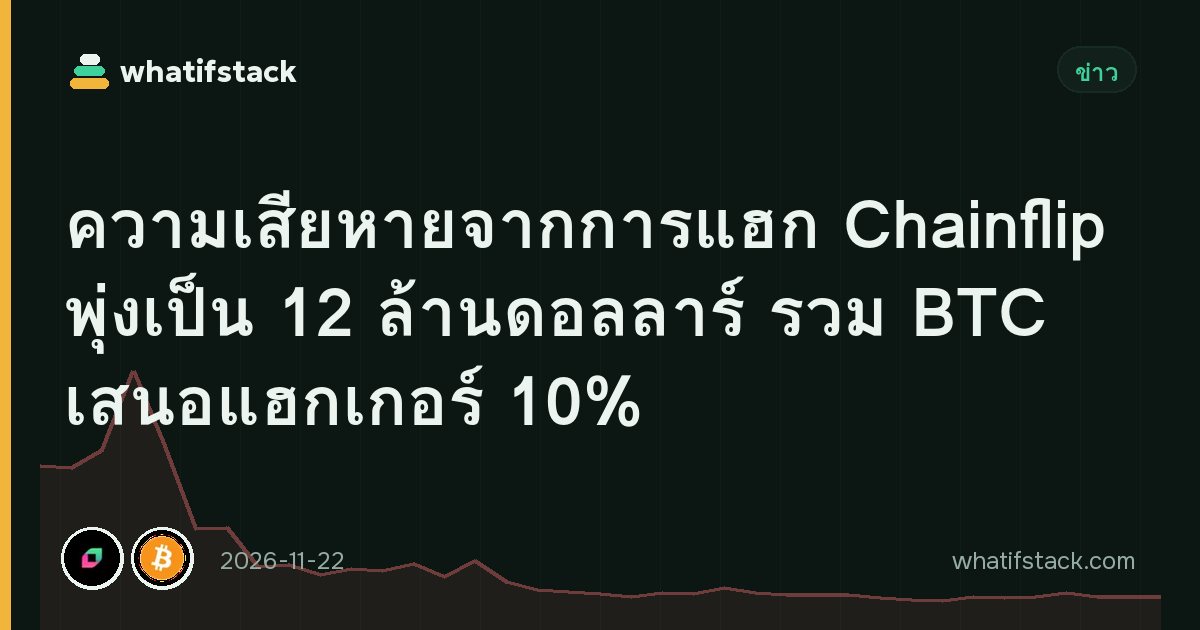 whatifstack
ข่าว
ความเสียหายจากการแฮก Chainflip
พุ่งเป็น 12 ล้านดอลลาร์ รวม BTC
เสนอแฮกเกอร์ 10%
2026-11-22
whatifstack.com